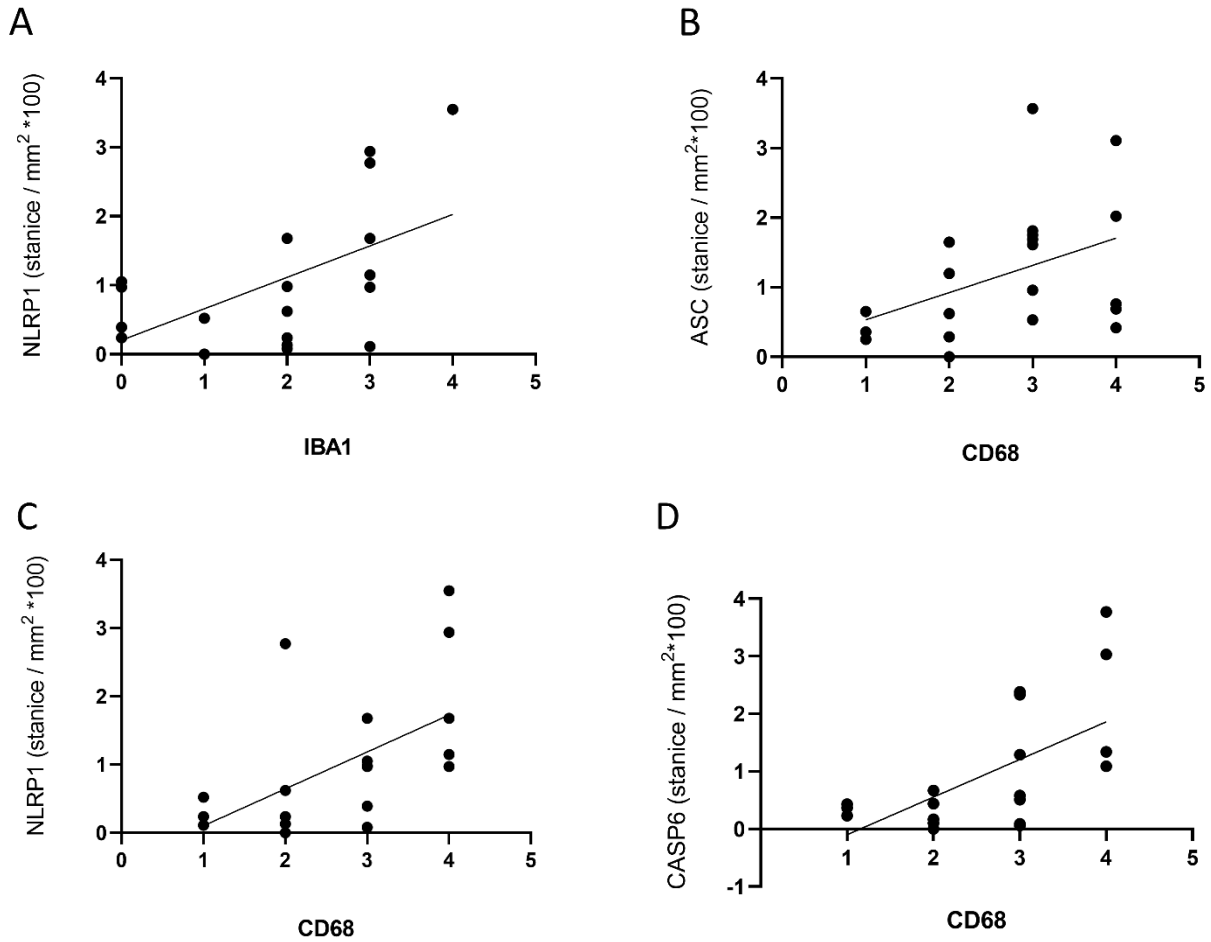 A
B
NLRP1 (stanice / mm² *100)
4
3
2
1
0
0 1 2 3 4 5
IBA1
ASC (stanice / mm²*100)
4
3
2
1
0
0 1 2 3 4 5
CD68
C
D
NLRP1 (stanice / mm² *100)
4
3
2
1
0
0 1 2 3 4 5
CD68
CASP6 (stanice / mm²*100)
4
3
2
1
0
-1
1 2 3 4 5
CD68